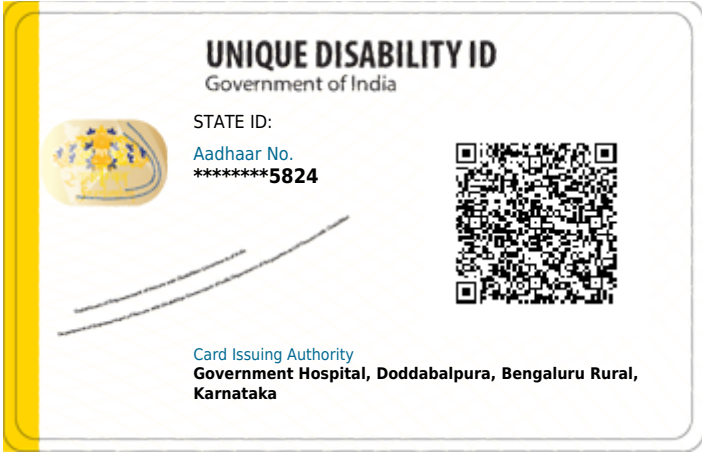 UNIQUE DISABILITY ID
Government of India
STATE ID:
Aadhaar No.
********5824
Card Issuing Authority
Government Hospital, Doddabalpura, Bengaluru Rural,
Karnataka